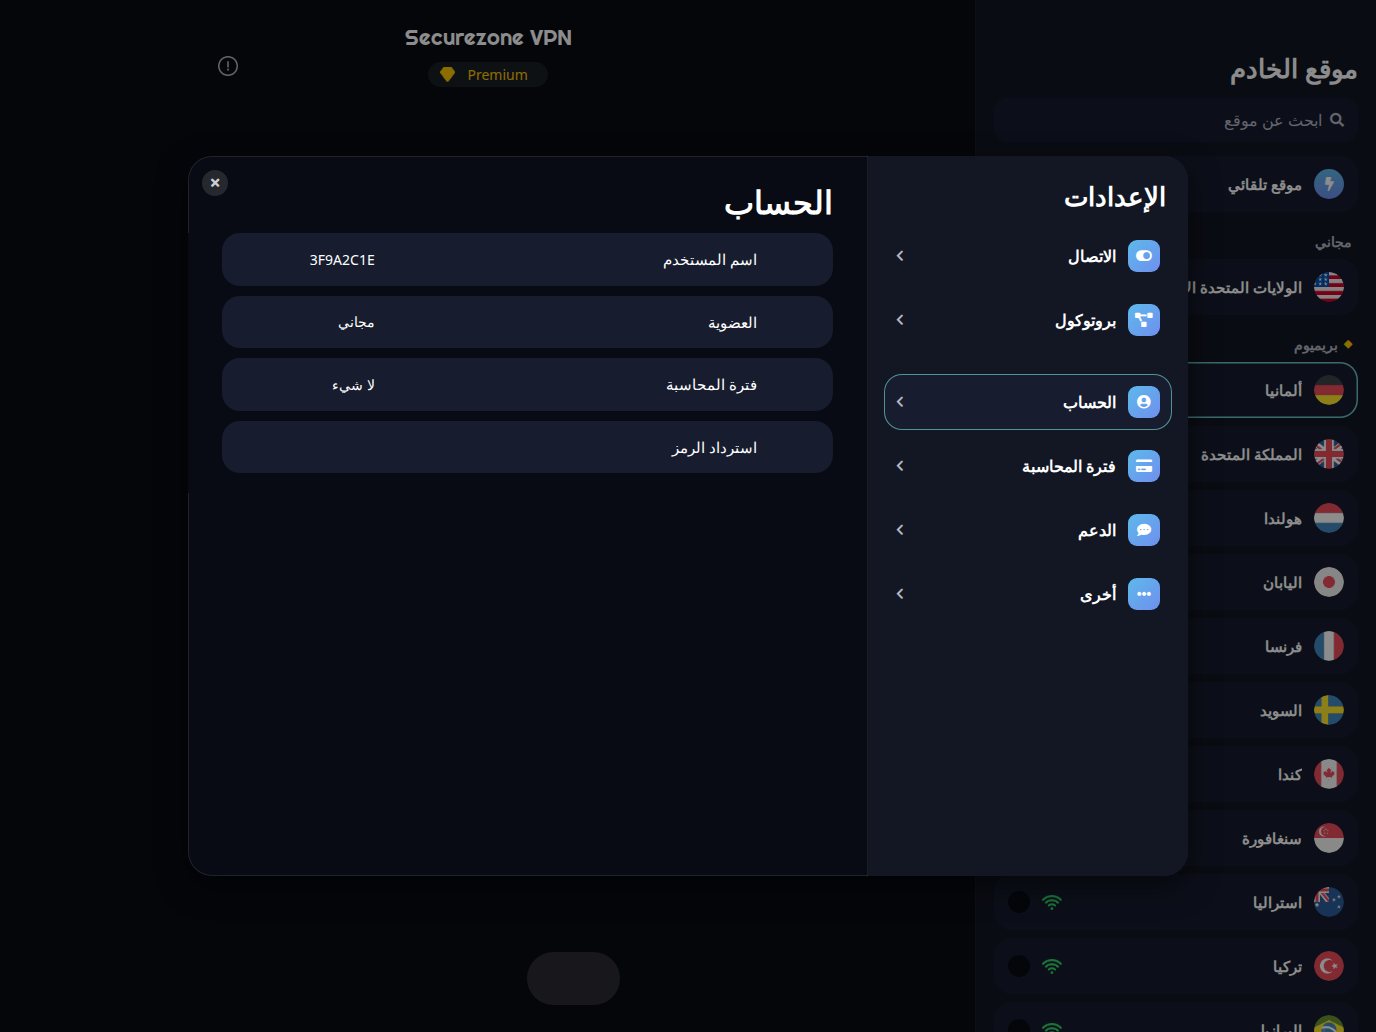 Securezone VPN
Premium
موقع الخادم
ابحث عن موقع
موقع تلقائي
مجاني
الولايات المتحدة
بريميوم
ألمانيا
المملكة المتحدة
هولندا
اليابان
فرنسا
السويد
كندا
سنغافورة
استراليا
تركيا
الإعدادات
الاتصال
بروتوكول
الحساب
فترة المحاسبة
الدعم
أخرى
الحساب
اسم المستخدم 3F9A2C1E
العضوية مجاني
فترة المحاسبة لا شيء
استرداد الرمز